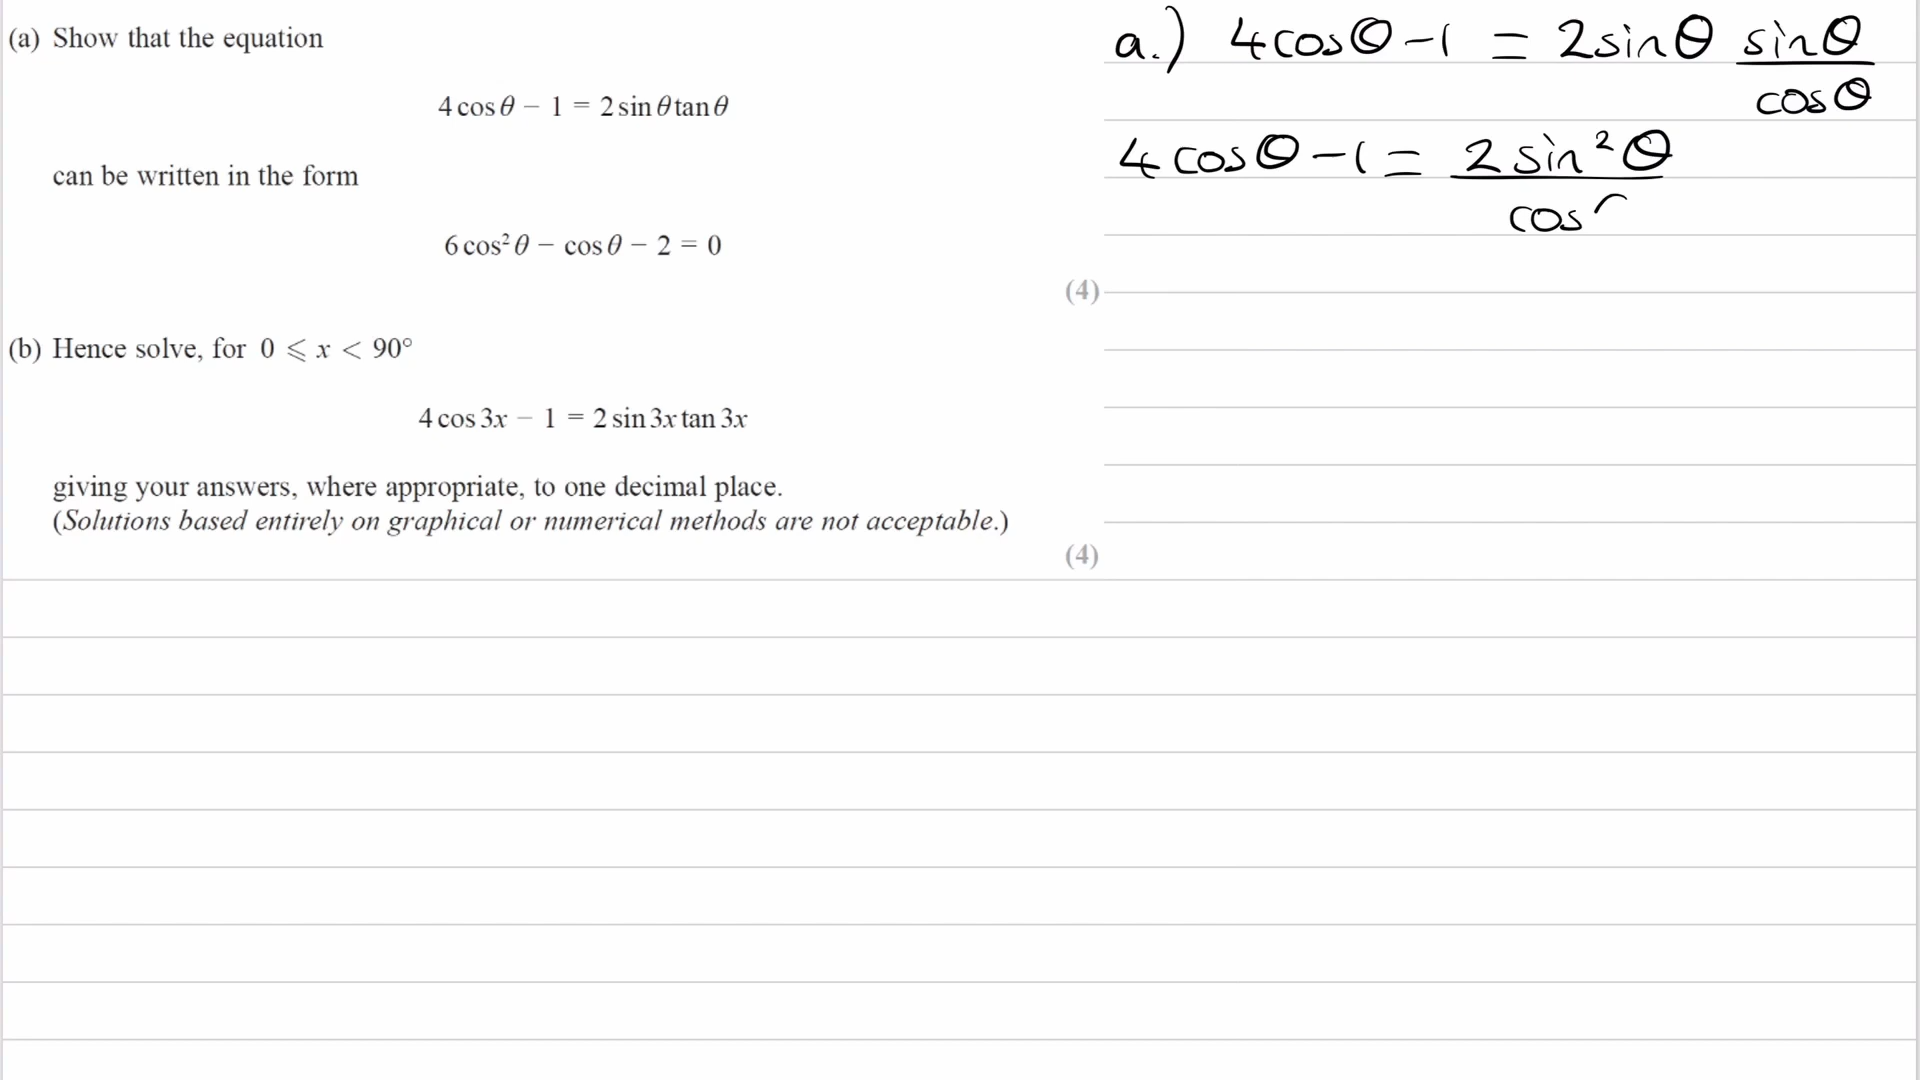 (a) Show that the equation
4 cos θ − 1 = 2 sin θ tan θ
can be written in the form
6 cos² θ − cos θ − 2 = 0
(4)
(b) Hence solve, for 0 ⩽ x < 90°
4 cos 3x − 1 = 2 sin 3x tan 3x
giving your answers, where appropriate, to one decimal place.
(Solutions based entirely on graphical or numerical methods are not acceptable.)
(4)
a.) 4cosθ −1 = 2sinθ sinθ
cosθ
4cosθ −1 = 2sin²θ
cos